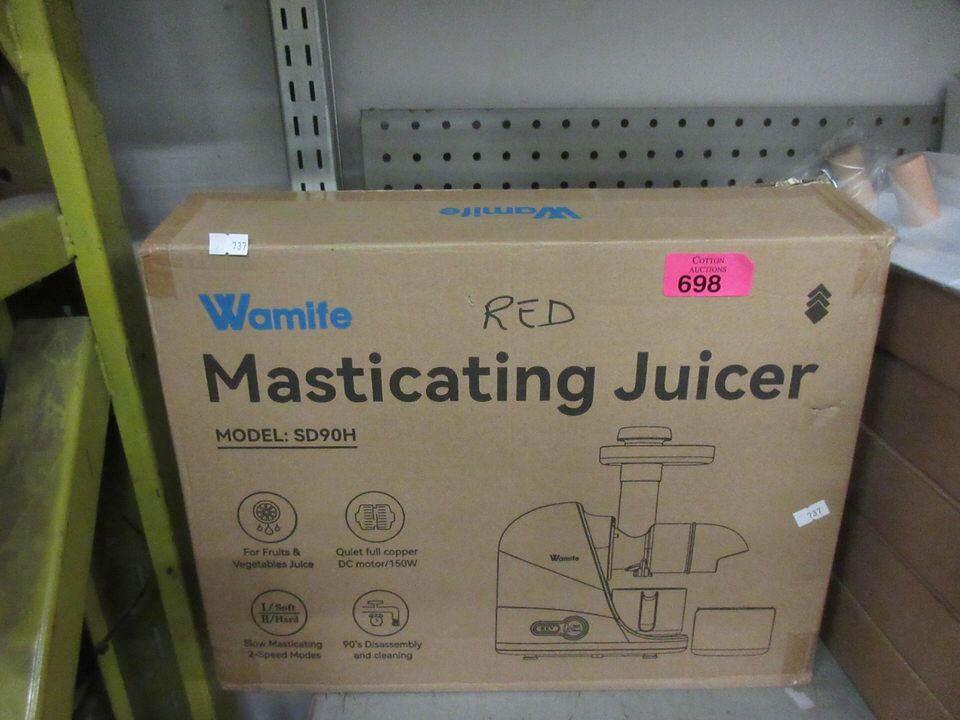 Wamife
737
COTTON
AUCTIONS
698
Wamife
RED
Masticating Juicer
MODEL: SD90H
For Fruits &
Vegetables Juice
Quiet full copper
DC motor/150W
I/Soft
II/Hard
Slow Masticating
2-Speed Modes
90's Disassembly
and cleaning
Wamife
REV
737